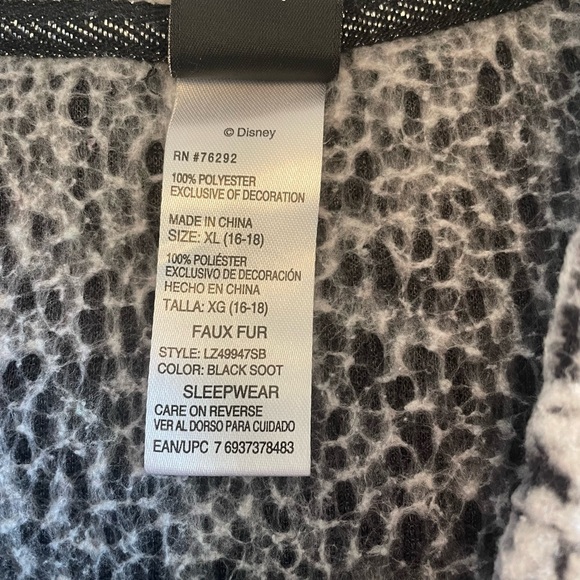 © Disney
RN #76292
100% POLYESTER
EXCLUSIVE OF DECORATION
MADE IN CHINA
SIZE: XL (16-18)
100% POLIÉSTER
EXCLUSIVO DE DECORACIÓN
HECHO EN CHINA
TALLA: XG (16-18)
FAUX FUR
STYLE: LZ49947SB
COLOR: BLACK SOOT
SLEEPWEAR
CARE ON REVERSE
VER AL DORSO PARA CUIDADO
EAN/UPC 7 6937378483